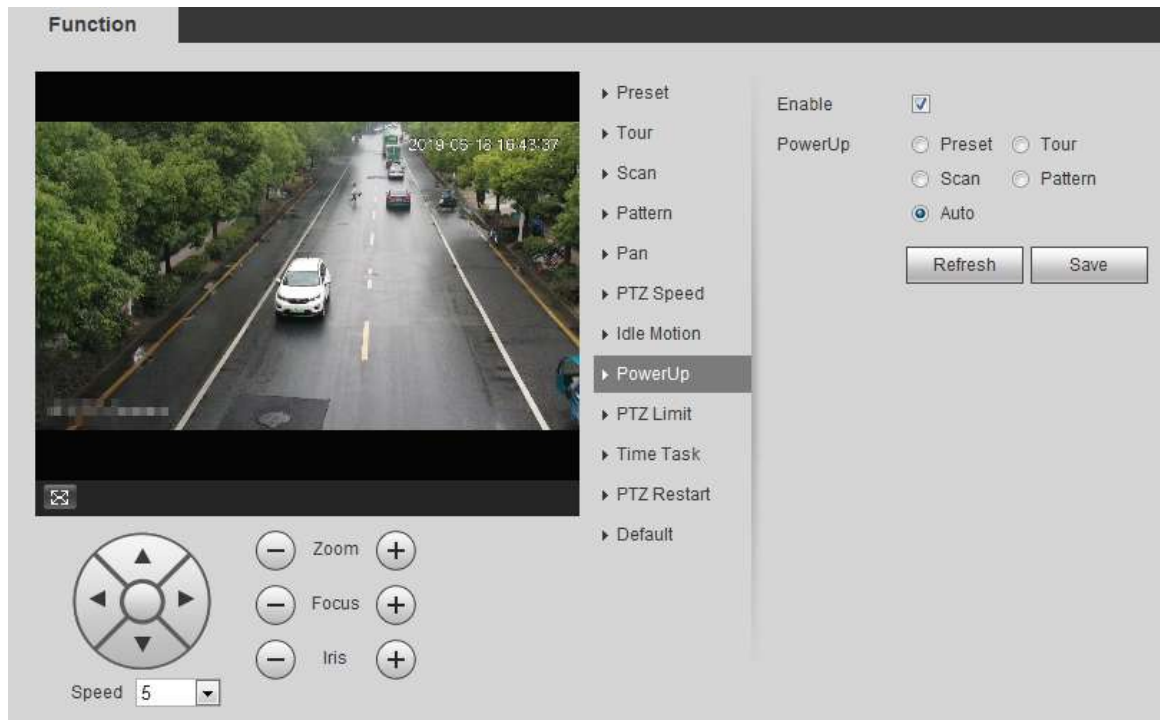 Function
2019-05-18 16:43:37
Preset
Tour
Scan
Pattern
Pan
PTZ Speed
Idle Motion
PowerUp
PTZ Limit
Time Task
PTZ Restart
Default
Enable
PowerUp
Preset Tour
Scan Pattern
Auto
Refresh Save
Zoom
Focus
Iris
Speed 5